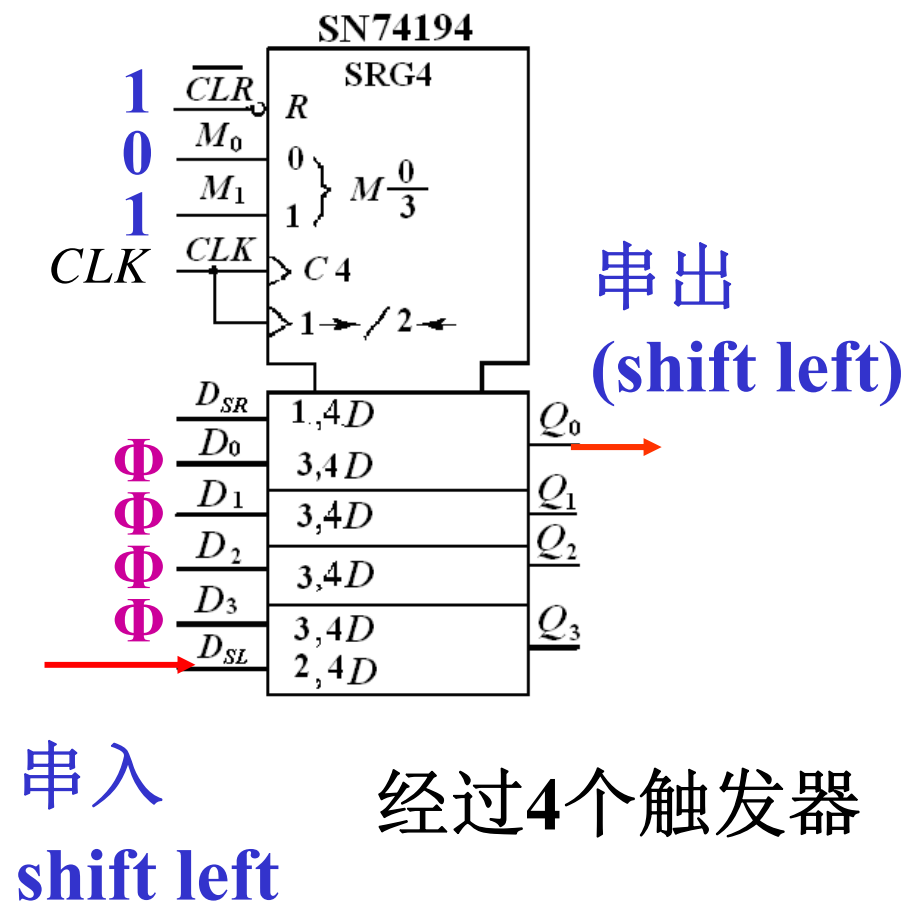 SN74194
SRG4
1 CLR R
0 M0 0
M 0/3
1 M1 1
CLK CLK C4
1→/2←
串出
(shift left)
DSR 1,4D
Q0
Φ D0 3,4D
Φ D1 3,4D Q1
Φ D2 3,4D Q2
Φ D3 3,4D Q3
DSL 2,4D
串入
shift left
经过4个触发器